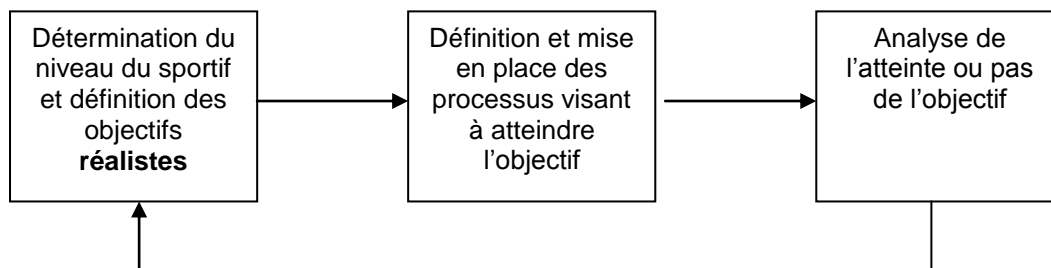 Détermination du
niveau du sportif
et définition des
objectifs
réalistes
Définition et mise
en place des
processus visant
à atteindre
l’objectif
Analyse de
l’atteinte ou pas
de l’objectif